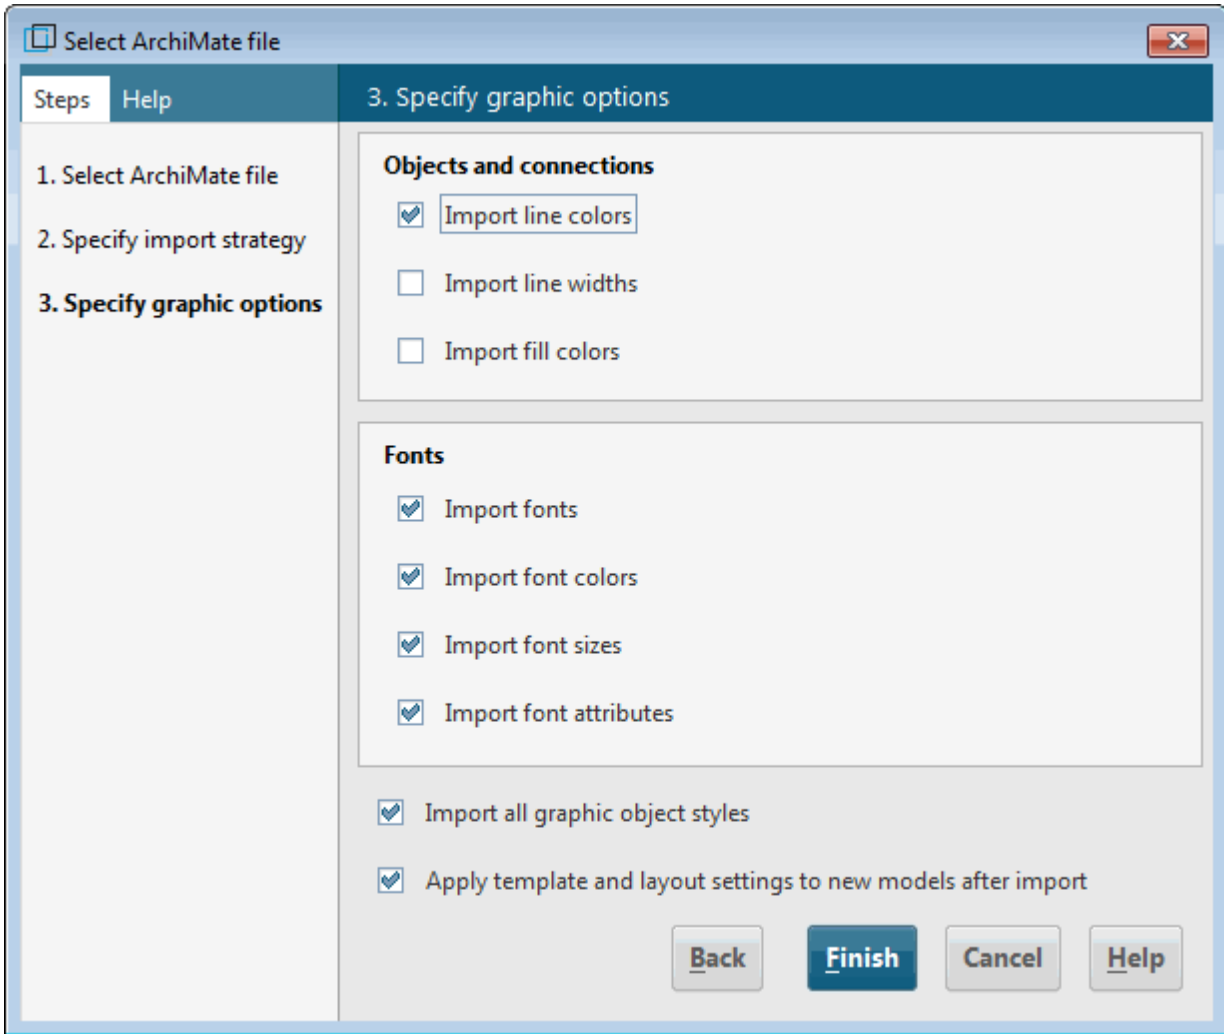 Select ArchiMate file
Steps Help
1. Select ArchiMate file
2. Specify import strategy
3. Specify graphic options
3. Specify graphic options
Objects and connections
Import line colors
Import line widths
Import fill colors
Fonts
Import fonts
Import font colors
Import font sizes
Import font attributes
Import all graphic object styles
Apply template and layout settings to new models after import
Back Finish Cancel Help